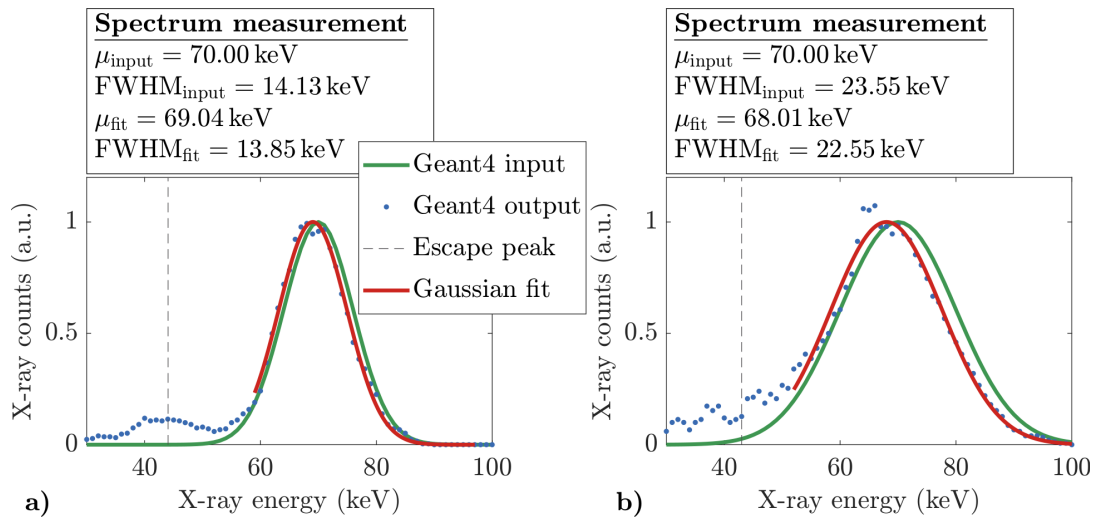 Spectrum measurement
μinput = 70.00 keV
FWHMinput = 14.13 keV
μfit = 69.04 keV
FWHMfit = 13.85 keV
Spectrum measurement
μinput = 70.00 keV
FWHMinput = 23.55 keV
μfit = 68.01 keV
FWHMfit = 22.55 keV
Geant4 input
Geant4 output
Escape peak
Gaussian fit
X-ray counts (a.u.)
1
0.5
0
40 60 80 100
X-ray energy (keV)
a)
X-ray counts (a.u.)
1
0.5
0
40 60 80 100
X-ray energy (keV)
b)